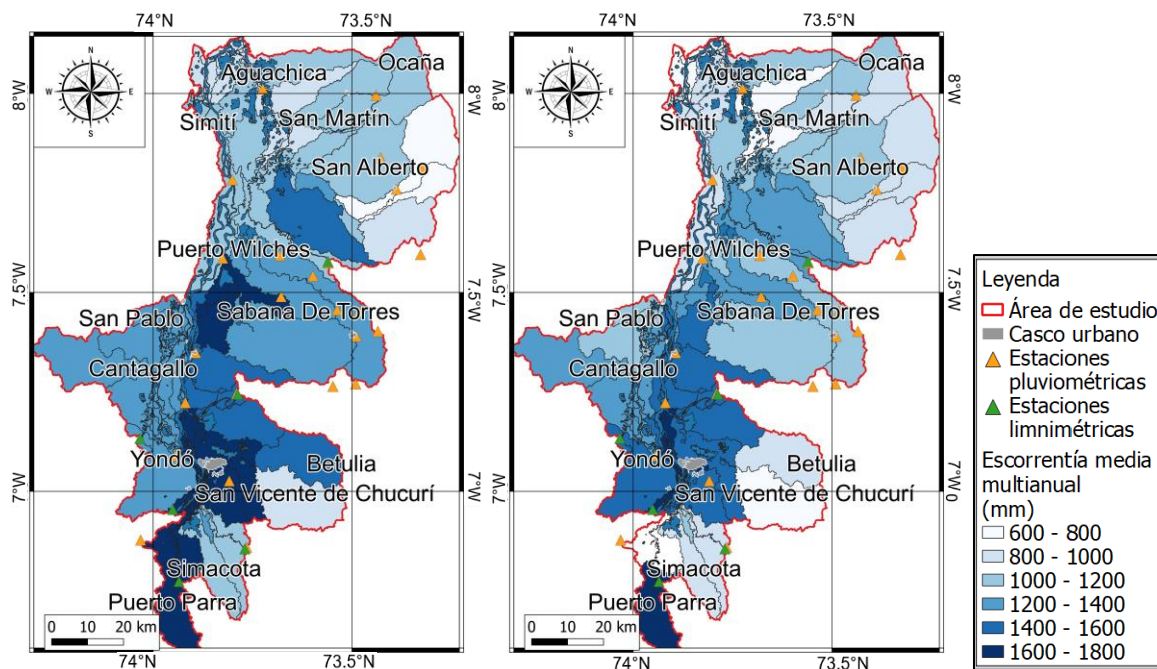 74°N
73.5°N
74°N
73.5°N
N
W
E
S
Aguachica
Ocaña
8°W
8°W
Simití
San Martín
San Alberto
Puerto Wilches
7.5°W
7.5°W
Sabana De Torres
San Pablo
Cantagallo
Yondó
Betulia
7°W
San Vicente de Chucurí
Simacota
Puerto Parra
0
10
20 km
74°N
73.5°N
N
W
E
S
Aguachica
Ocaña
8°W
Simití
San Martín
San Alberto
Puerto Wilches
7.5°W
Sabana De Torres
San Pablo
Cantagallo
Yondó
Betulia
7°W
0
San Vicente de Chucurí
Simacota
Puerto Parra
0
10
20 km
74°N
73.5°N
Leyenda
Área de estudio
Casco urbano
Estaciones
pluviométricas
Estaciones
limnimétricas
Escorrentía media
multianual
(mm)
600 - 800
800 - 1000
1000 - 1200
1200 - 1400
1400 - 1600
1600 - 1800